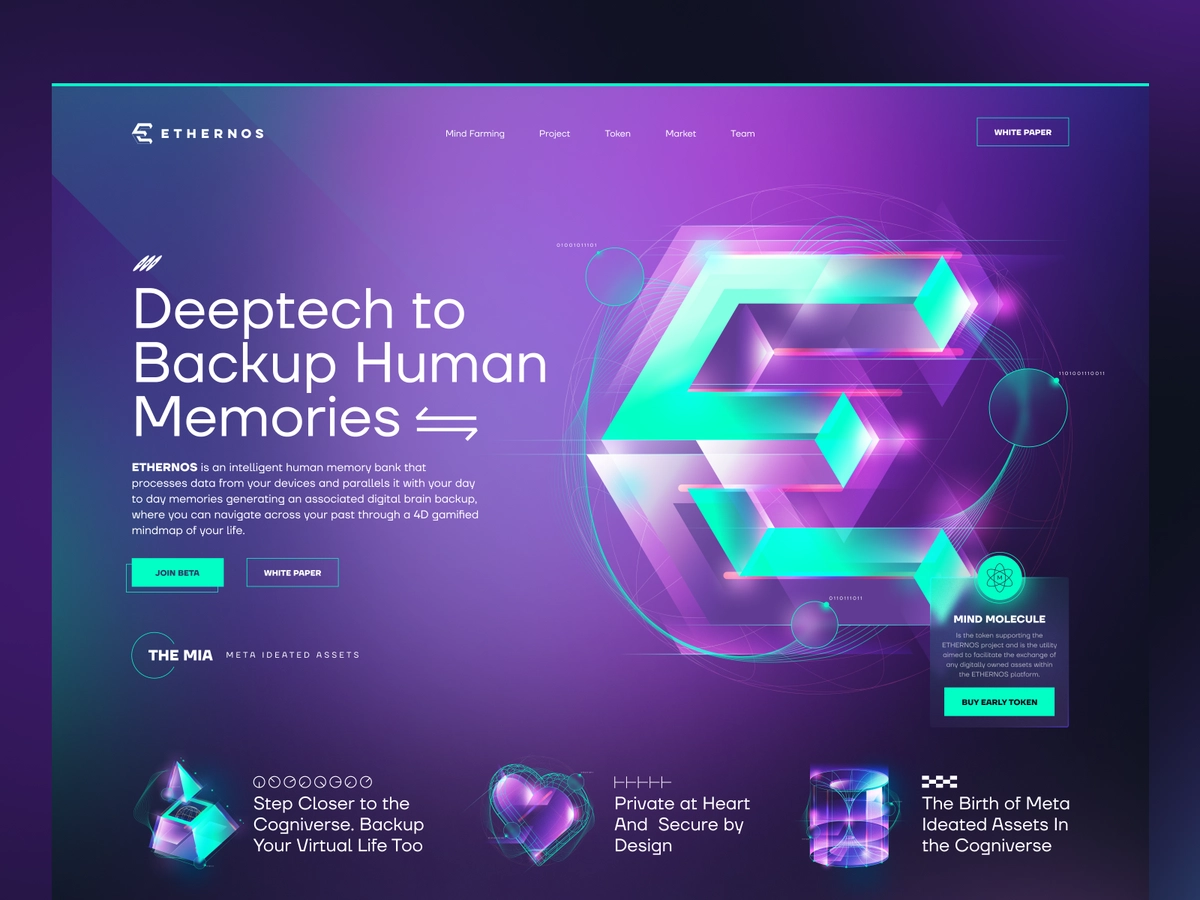 ETHERNOS
Mind Farming
Project
Token
Market
Team
WHITE PAPER
01001011101
Deeptech to
Backup Human
Memories
ETHERNOS is an intelligent human memory bank that
processes data from your devices and parallels it with your day
to day memories generating an associated digital brain backup,
where you can navigate across your past through a 4D gamified
mindmap of your life.
JOIN BETA
WHITE PAPER
THE MIA
META IDEATED ASSETS
0110111011
M
MIND MOLECULE
Is the token supporting the
ETHERNOS project and is the utility
aimed to facilitate the exchange of
any digitally owned assets within
the ETHERNOS platform.
BUY EARLY TOKEN
Step Closer to the
Cogniverse. Backup
Your Virtual Life Too
Private at Heart
And  Secure by
Design
The Birth of Meta
Ideated Assets In
the Cogniverse